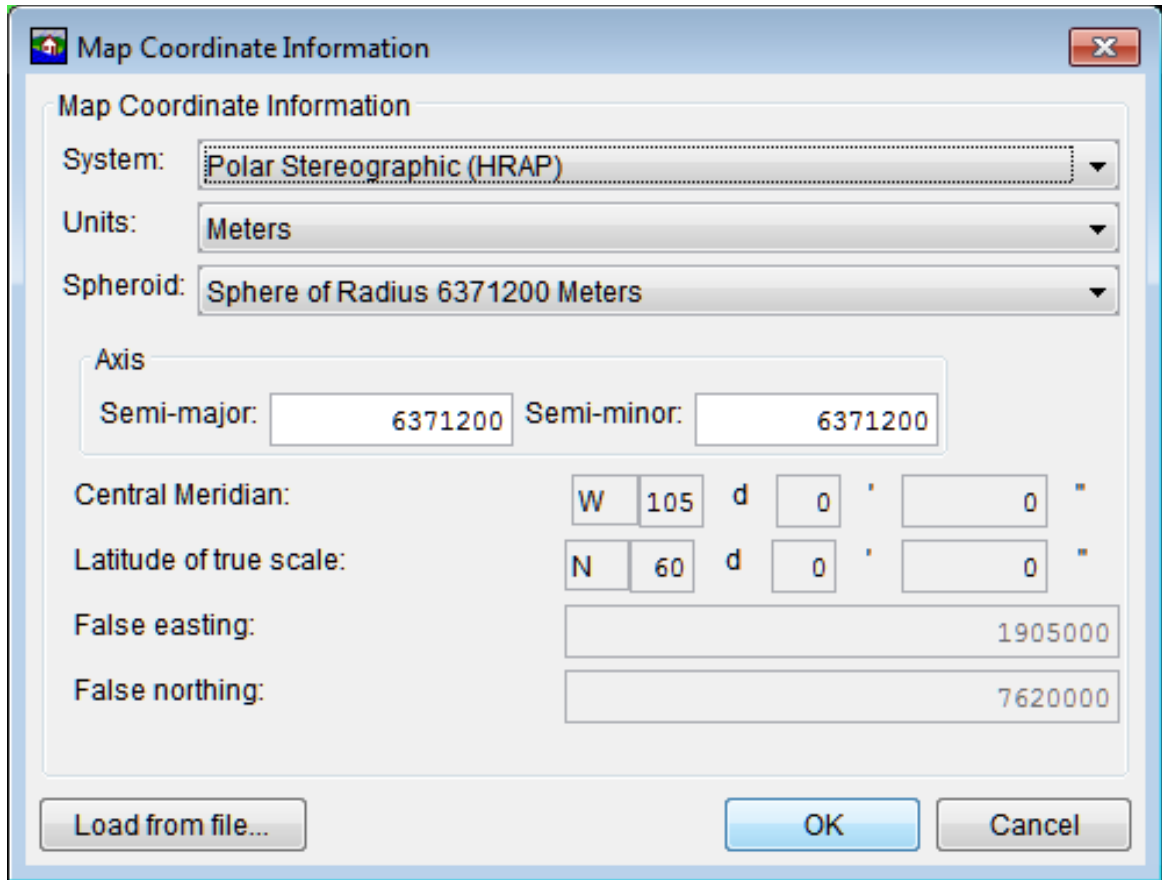 Map Coordinate Information
Map Coordinate Information
System: Polar Stereographic (HRAP)
Units: Meters
Spheroid: Sphere of Radius 6371200 Meters
Axis
Semi-major: 6371200 Semi-minor: 6371200
Central Meridian: W 105 d 0 ' 0 "
Latitude of true scale: N 60 d 0 ' 0 "
False easting: 1905000
False northing: 7620000
Load from file... OK Cancel